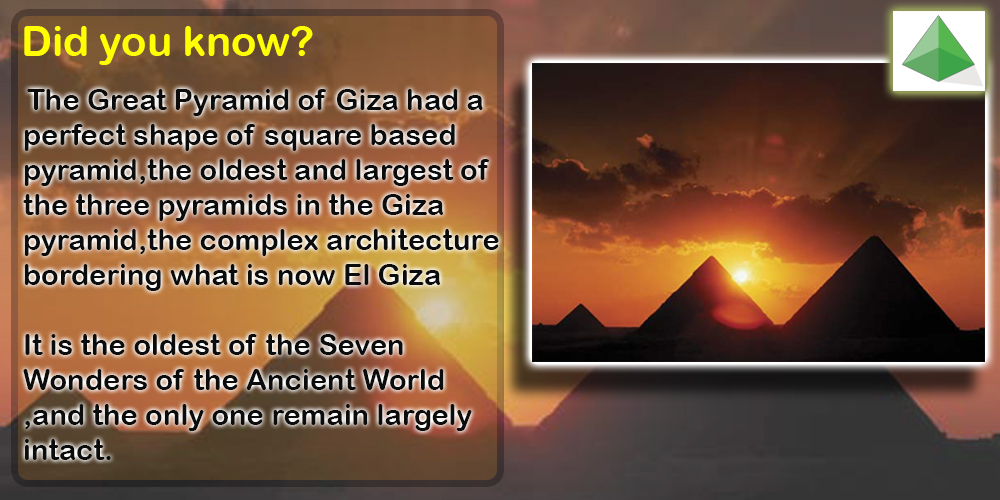 Did you know?
The Great Pyramid of Giza had a
perfect shape of square based
pyramid,the oldest and largest of
the three pyramids in the Giza
pyramid,the complex architecture
bordering what is now El Giza
It is the oldest of the Seven
Wonders of the Ancient World
,and the only one remain largely
intact.